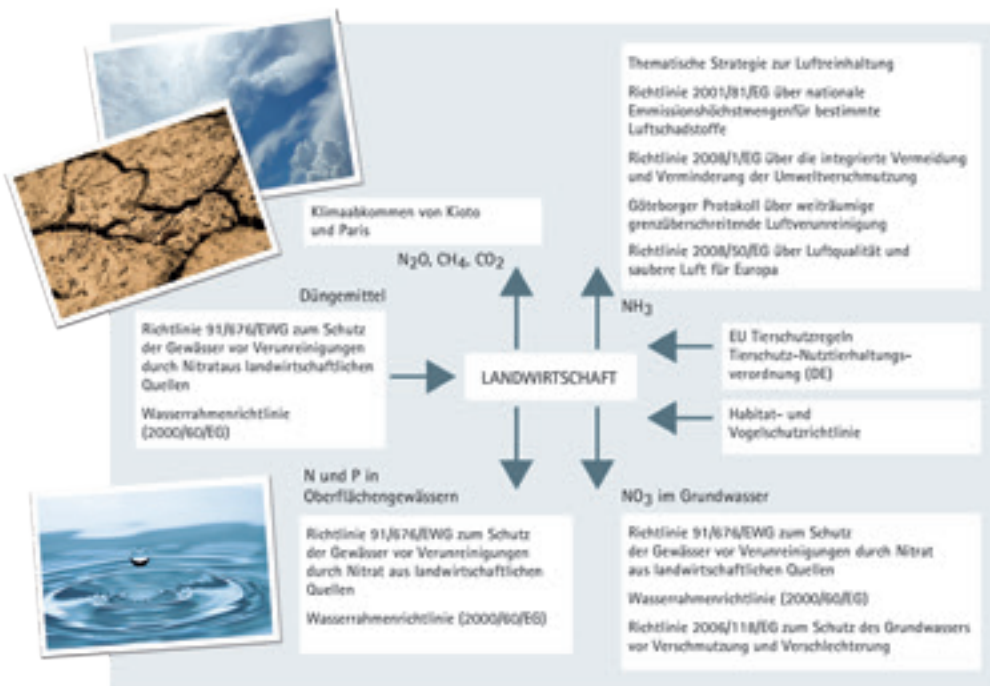 Thematische Strategie zur Luftreinhaltung
Richtlinie 2001/81/EG über nationale
Emmissionshöchstmengenfür bestimmte
Luftschadstoffe
Richtlinie 2008/1/EG über die integrierte Vermeidung
und Verminderung der Umweltverschmutzung
Göteborger Protokoll über weiträumige
grenzüberschreitende Luftverunreinigung
Richtlinie 2008/50/EG über Luftqualität und
saubere Luft für Europa
Klimaabkommen von Kioto
und Paris
N2O, CH4, CO2
NH3
Düngemittel
Richtlinie 91/676/EWG zum Schutz
der Gewässer vor Verunreinigungen
durch Nitrataus landwirtschaftlichen
Quellen
Wasserrahmenrichtlinie
(2000/60/EG)
LANDWIRTSCHAFT
EU Tierschutzregeln
Tierschutz-Nutztierhaltungs-
verordnung (DE)
Habitat- und
Vogelschutzrichtlinie
N und P in
Oberflächengewässern
Richtlinie 91/676/EWG zum Schutz
der Gewässer vor Verunreinigungen
durch Nitrat aus landwirtschaftlichen
Quellen
Wasserrahmenrichtlinie (2000/60/EG)
NO3 im Grundwasser
Richtlinie 91/676/EWG zum Schutz
der Gewässer vor Verunreinigungen durch Nitrat
aus landwirtschaftlichen Quellen
Wasserrahmenrichtlinie (2000/60/EG)
Richtlinie 2006/118/EG zum Schutz des Grundwassers
vor Verschmutzung und Verschlechterung